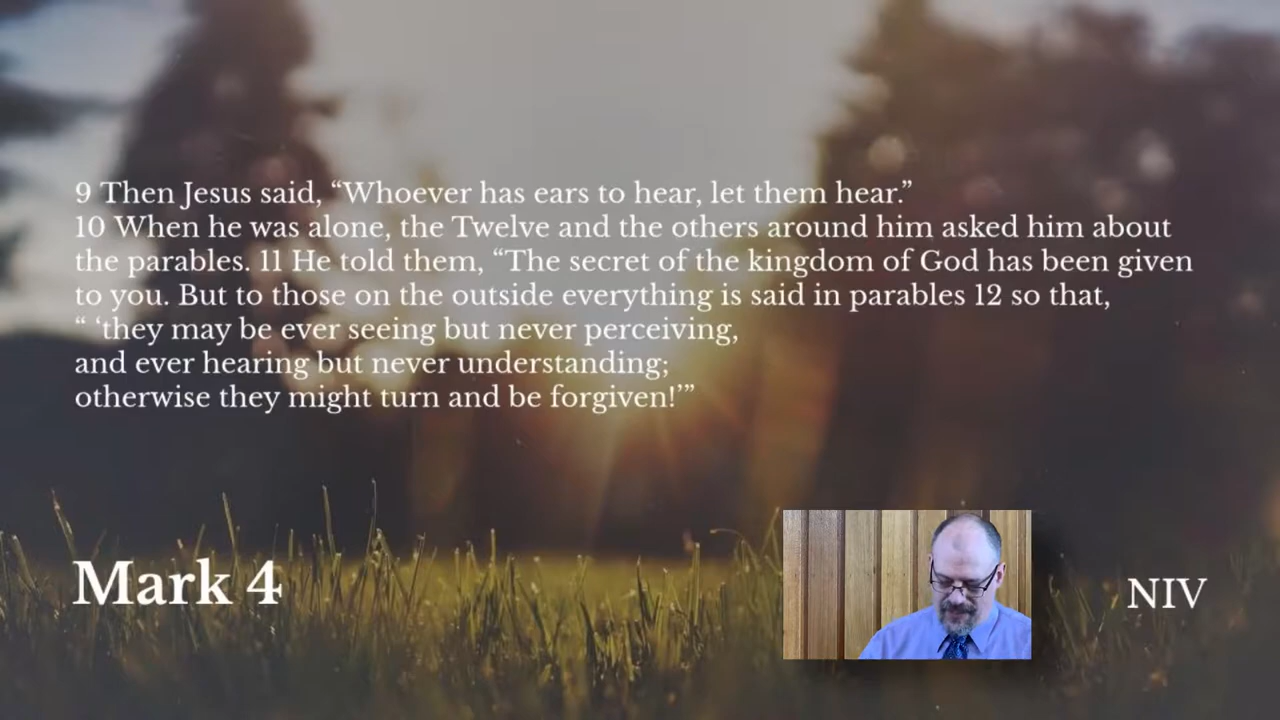 9 Then Jesus said, “Whoever has ears to hear, let them hear.”
10 When he was alone, the Twelve and the others around him asked him about
the parables. 11 He told them, “The secret of the kingdom of God has been given
to you. But to those on the outside everything is said in parables 12 so that,
“ ‘they may be ever seeing but never perceiving,
and ever hearing but never understanding;
otherwise they might turn and be forgiven!’”
Mark 4
NIV